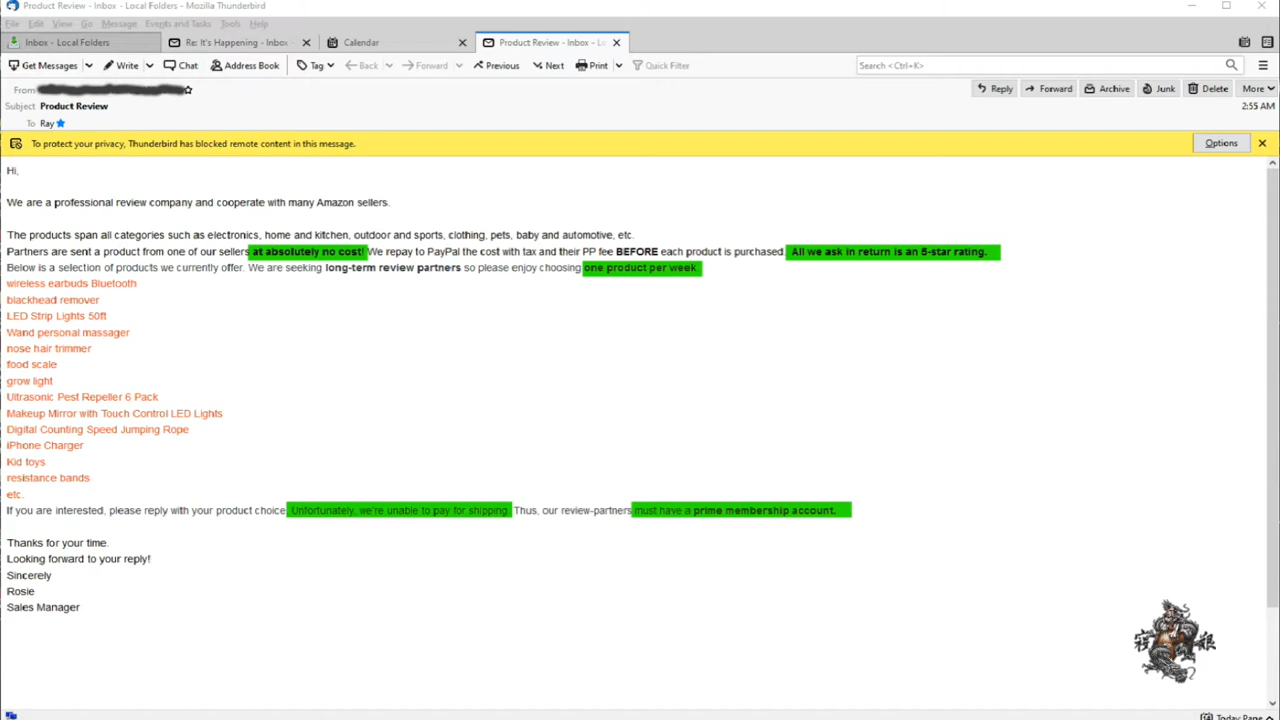 Product Review - Inbox - Local Folders - Mozilla Thunderbird
File Edit View Go Message Events and Tasks Tools Help
Inbox - Local Folders Re: It's Happening - Inbox Calendar Product Review - Inbox - Lo
Get Messages Write Chat Address Book Tag Back Forward Previous Next Print Quick Filter Search <Ctrl+K>
From Reply Forward Archive Junk Delete More
Subject Product Review 2:55 AM
To Ray
To protect your privacy, Thunderbird has blocked remote content in this message. Options
Hi,
We are a professional review company and cooperate with many Amazon sellers.
The products span all categories such as electronics, home and kitchen, outdoor and sports, clothing, pets, baby and automotive, etc.
Partners are sent a product from one of our sellers at absolutely no cost! We repay to PayPal the cost with tax and their PP fee BEFORE each product is purchased. All we ask in return is an 5-star rating.
Below is a selection of products we currently offer. We are seeking long-term review partners so please enjoy choosing one product per week.
wireless earbuds Bluetooth
blackhead remover
LED Strip Lights 50ft
Wand personal massager
nose hair trimmer
food scale
grow light
Ultrasonic Pest Repeller 6 Pack
Makeup Mirror with Touch Control LED Lights
Digital Counting Speed Jumping Rope
iPhone Charger
Kid toys
resistance bands
etc.
If you are interested, please reply with your product choice. Unfortunately, we're unable to pay for shipping. Thus, our review-partners must have a prime membership account.
Thanks for your time.
Looking forward to your reply!
Sincerely
Rosie
Sales Manager
Today Pane